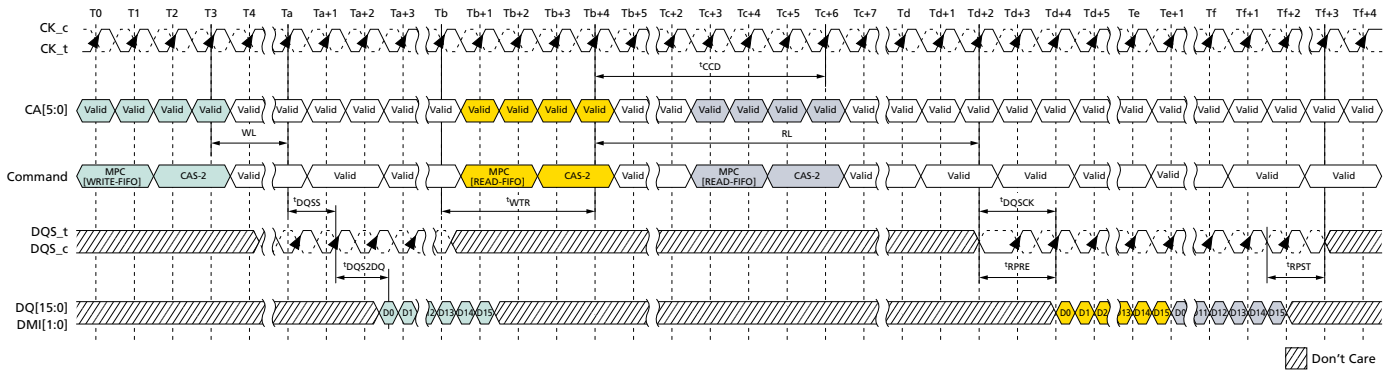 T0 T1 T2 T3 T4 Ta Ta+1 Ta+2 Ta+3 Tb Tb+1 Tb+2 Tb+3 Tb+4 Tb+5 Tc+2 Tc+3 Tc+4 Tc+5 Tc+6 Tc+7 Td Td+1 Td+2 Td+3 Td+4 Td+5 Te Te+1 Tf Tf+1 Tf+2 Tf+3 Tf+4
CK_c
CK_t
tCCD
CA[5:0] Valid Valid Valid Valid Valid Valid Valid Valid Valid Valid Valid Valid Valid Valid Valid Valid Valid Valid Valid Valid Valid Valid Valid Valid Valid Valid Valid Valid Valid Valid Valid Valid Valid Valid
WL RL
Command MPC [WRITE-FIFO] CAS-2 Valid Valid Valid MPC [READ-FIFO] CAS-2 Valid MPC [READ-FIFO] CAS-2 Valid Valid Valid Valid Valid Valid Valid
tDQSS tWTR tDQSCK
DQS_t
DQS_c
tDQS2DQ tRPRE tRPST
DQ[15:0] D0 D1 D13 D14 D15 D0 D1 D2 D13 D14 D15 D0 D11 D12 D13 D14 D15
DMI[1:0]
Don't Care